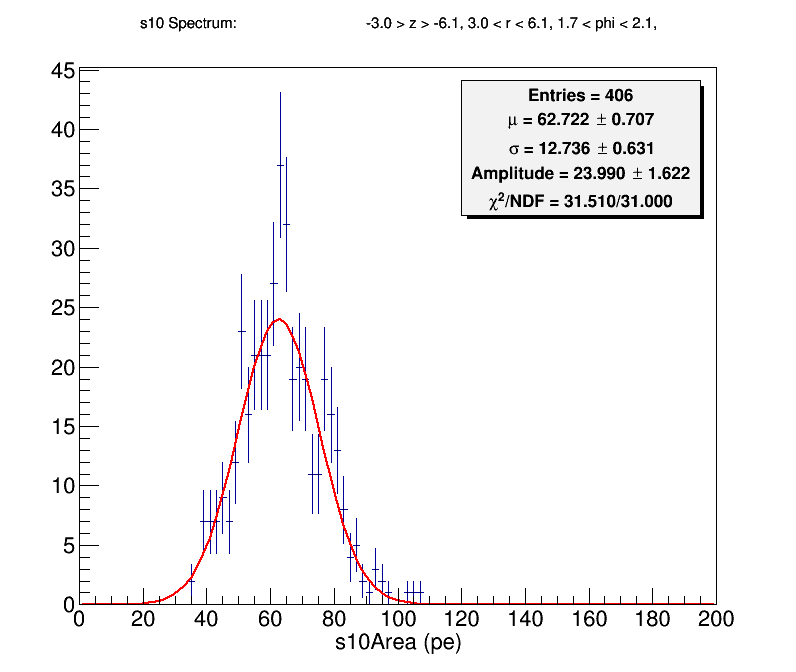 s10 Spectrum: -3.0 > z > -6.1, 3.0 < r < 6.1, 1.7 < phi < 2.1,
Entries = 406
μ = 62.722 ± 0.707
σ = 12.736 ± 0.631
Amplitude = 23.990 ± 1.622
χ²/NDF = 31.510/31.000
45
40
35
30
25
20
15
10
5
0
0 20 40 60 80 100 120 140 160 180 200
s10Area (pe)